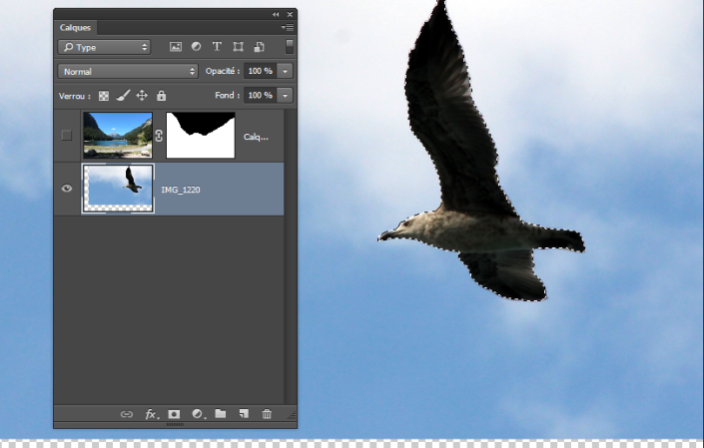 Calques
Type
T
Normal
Opacité : 100 %
Verrou :
Fond : 100 %
Calq...
IMG_1220
fx.